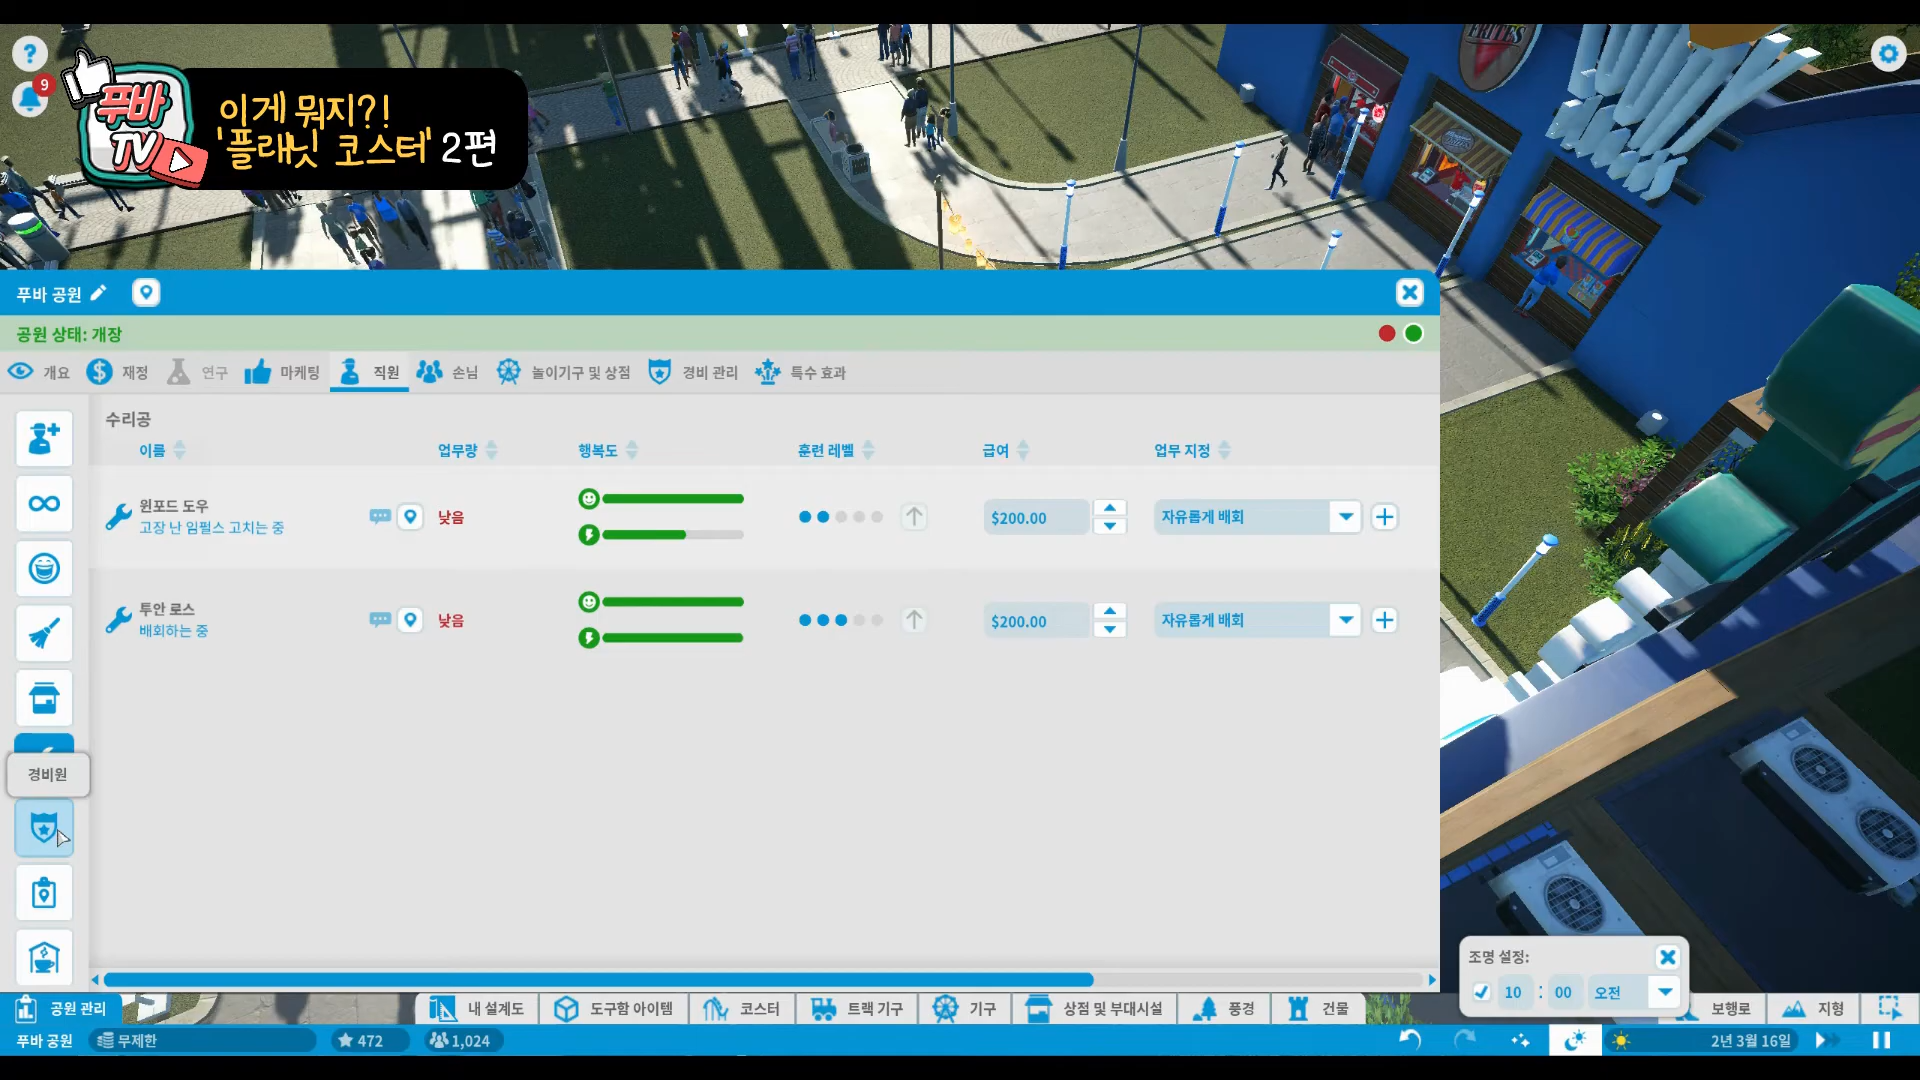 ?
9
푸바
TV
이게 뭐지?!
'플래닛 코스터' 2편
FRUITS
푸바 공원
공원 상태: 개장
개요 재정 연구 마케팅 직원 손님 놀이기구 및 상점 경비 관리 특수 효과
수리공
이름 업무량 행복도 훈련 레벨 급여 업무 지정
윈포드 도우
고장 난 임펄스 고치는 중
낮음 $200.00 자유롭게 배회
투안 로스
배회하는 중
낮음 $200.00 자유롭게 배회
경비원
조명 설정:
10 : 00 오전
공원 관리 내 설계도 도구함 아이템 코스터 트랙 기구 기구 상점 및 부대시설 풍경 건물 보행로 지형
푸바 공원 무제한 472 1,024 2년 3월 16일